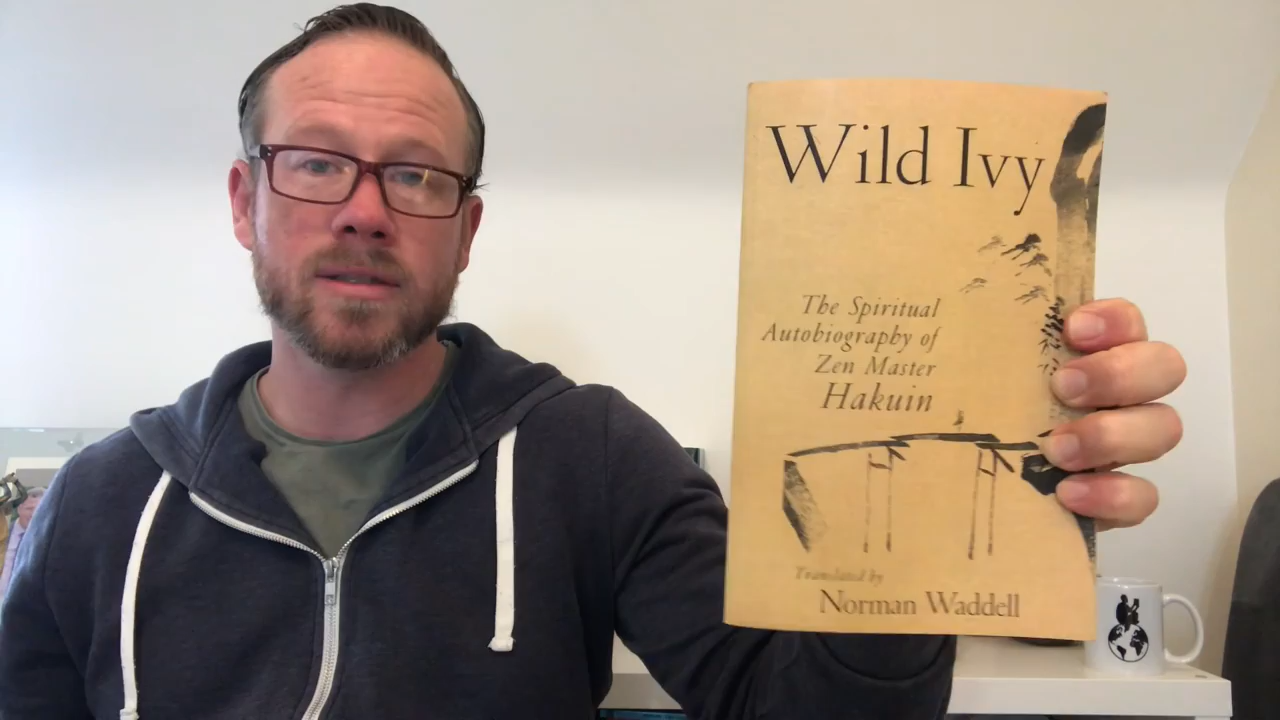 Wild Ivy
The Spiritual
Autobiography of
Zen Master
Hakuin
Translated by
Norman Waddell